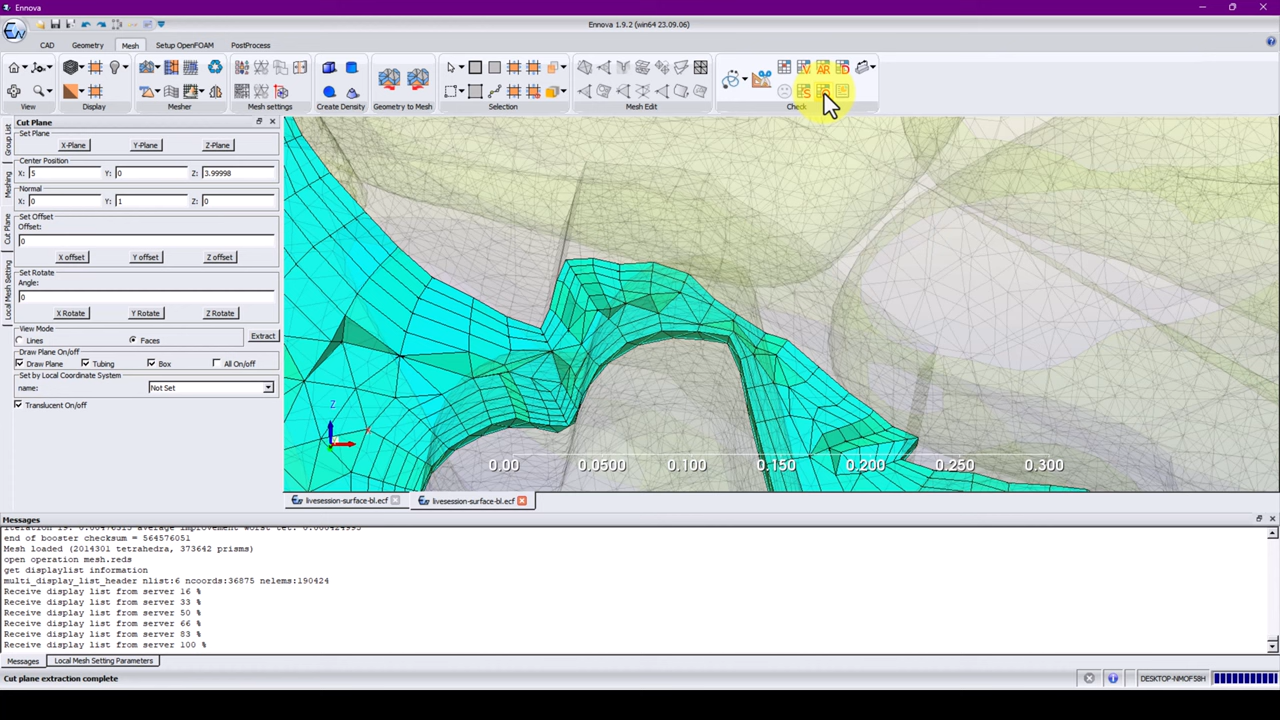 Ennova
Ennova 1.9.2 (win64 23.09.06)
CAD
Geometry
Mesh
Setup OpenFOAM
PostProcess
View
Display
Mesher
Mesh settings
Create Density
Geometry to Mesh
Selection
Mesh Edit
Check
V
AR
D
S
Cut Plane
Set Plane
X-Plane
Y-Plane
Z-Plane
Center Position
X: 5
Y: 0
Z: 3.99998
Normal
X: 0
Y: 1
Z: 0
Set Offset
Offset:
0
X offset
Y offset
Z offset
Set Rotate
Angle:
0
X Rotate
Y Rotate
Z Rotate
View Mode
Lines
Faces
Extract
Draw Plane On/off
Draw Plane
Tubing
Box
All On/off
Set by Local Coordinate System
name:
Not Set
Translucent On/off
Group List
Meshing
Cut Plane
Local Mesh Setting
Z
0.00 0.0500 0.100 0.150 0.200 0.250 0.300
livesession-surface-bl.ecf
livesession-surface-bl.ecf
Messages
end of booster checksum = 564576051
Mesh loaded (2014301 tetrahedra, 373642 prisms)
open operation mesh.reds
get displaylist information
multi_display_list_header nlist:6 ncoords:36875 nelems:190424
Receive display list from server 16 %
Receive display list from server 33 %
Receive display list from server 50 %
Receive display list from server 66 %
Receive display list from server 83 %
Receive display list from server 100 %
Messages
Local Mesh Setting Parameters
Cut plane extraction complete
DESKTOP-NMOF58H